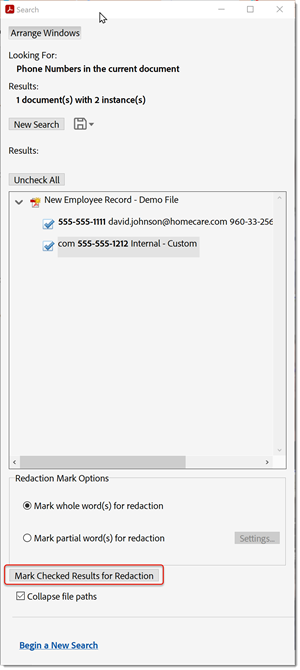 Search
Arrange Windows
Looking For:
Phone Numbers in the current document
Results:
1 document(s) with 2 instance(s)
New Search
Results:
Uncheck All
New Employee Record - Demo File
555-555-1111 david.johnson@homecare.com 960-33-256
com 555-555-1212 Internal - Custom
Redaction Mark Options
Mark whole word(s) for redaction
Mark partial word(s) for redaction
Settings...
Mark Checked Results for Redaction
Collapse file paths
Begin a New Search